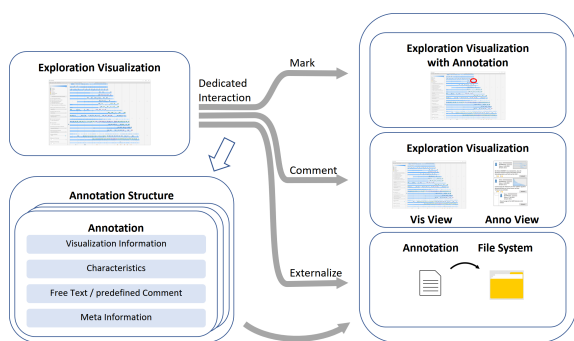 Exploration Visualization
Dedicated
Interaction
Mark
Comment
Externalize
Annotation Structure
Annotation
Visualization Information
Characteristics
Free Text / predefined Comment
Meta Information
Exploration Visualization
with Annotation
Exploration Visualization
Vis View
Anno View
Annotation
File System